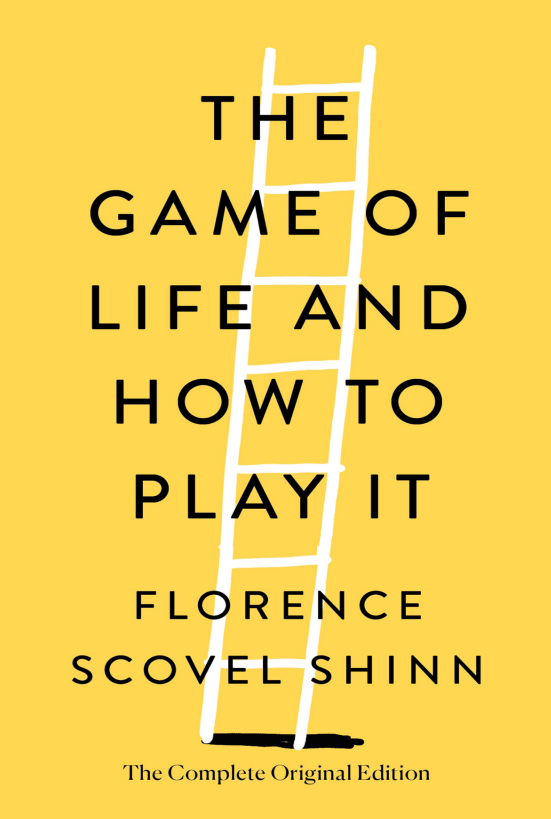 THE
GAME OF
LIFE AND
HOW TO
PLAY IT
FLORENCE
SCOVEL SHINN
The Complete Original Edition